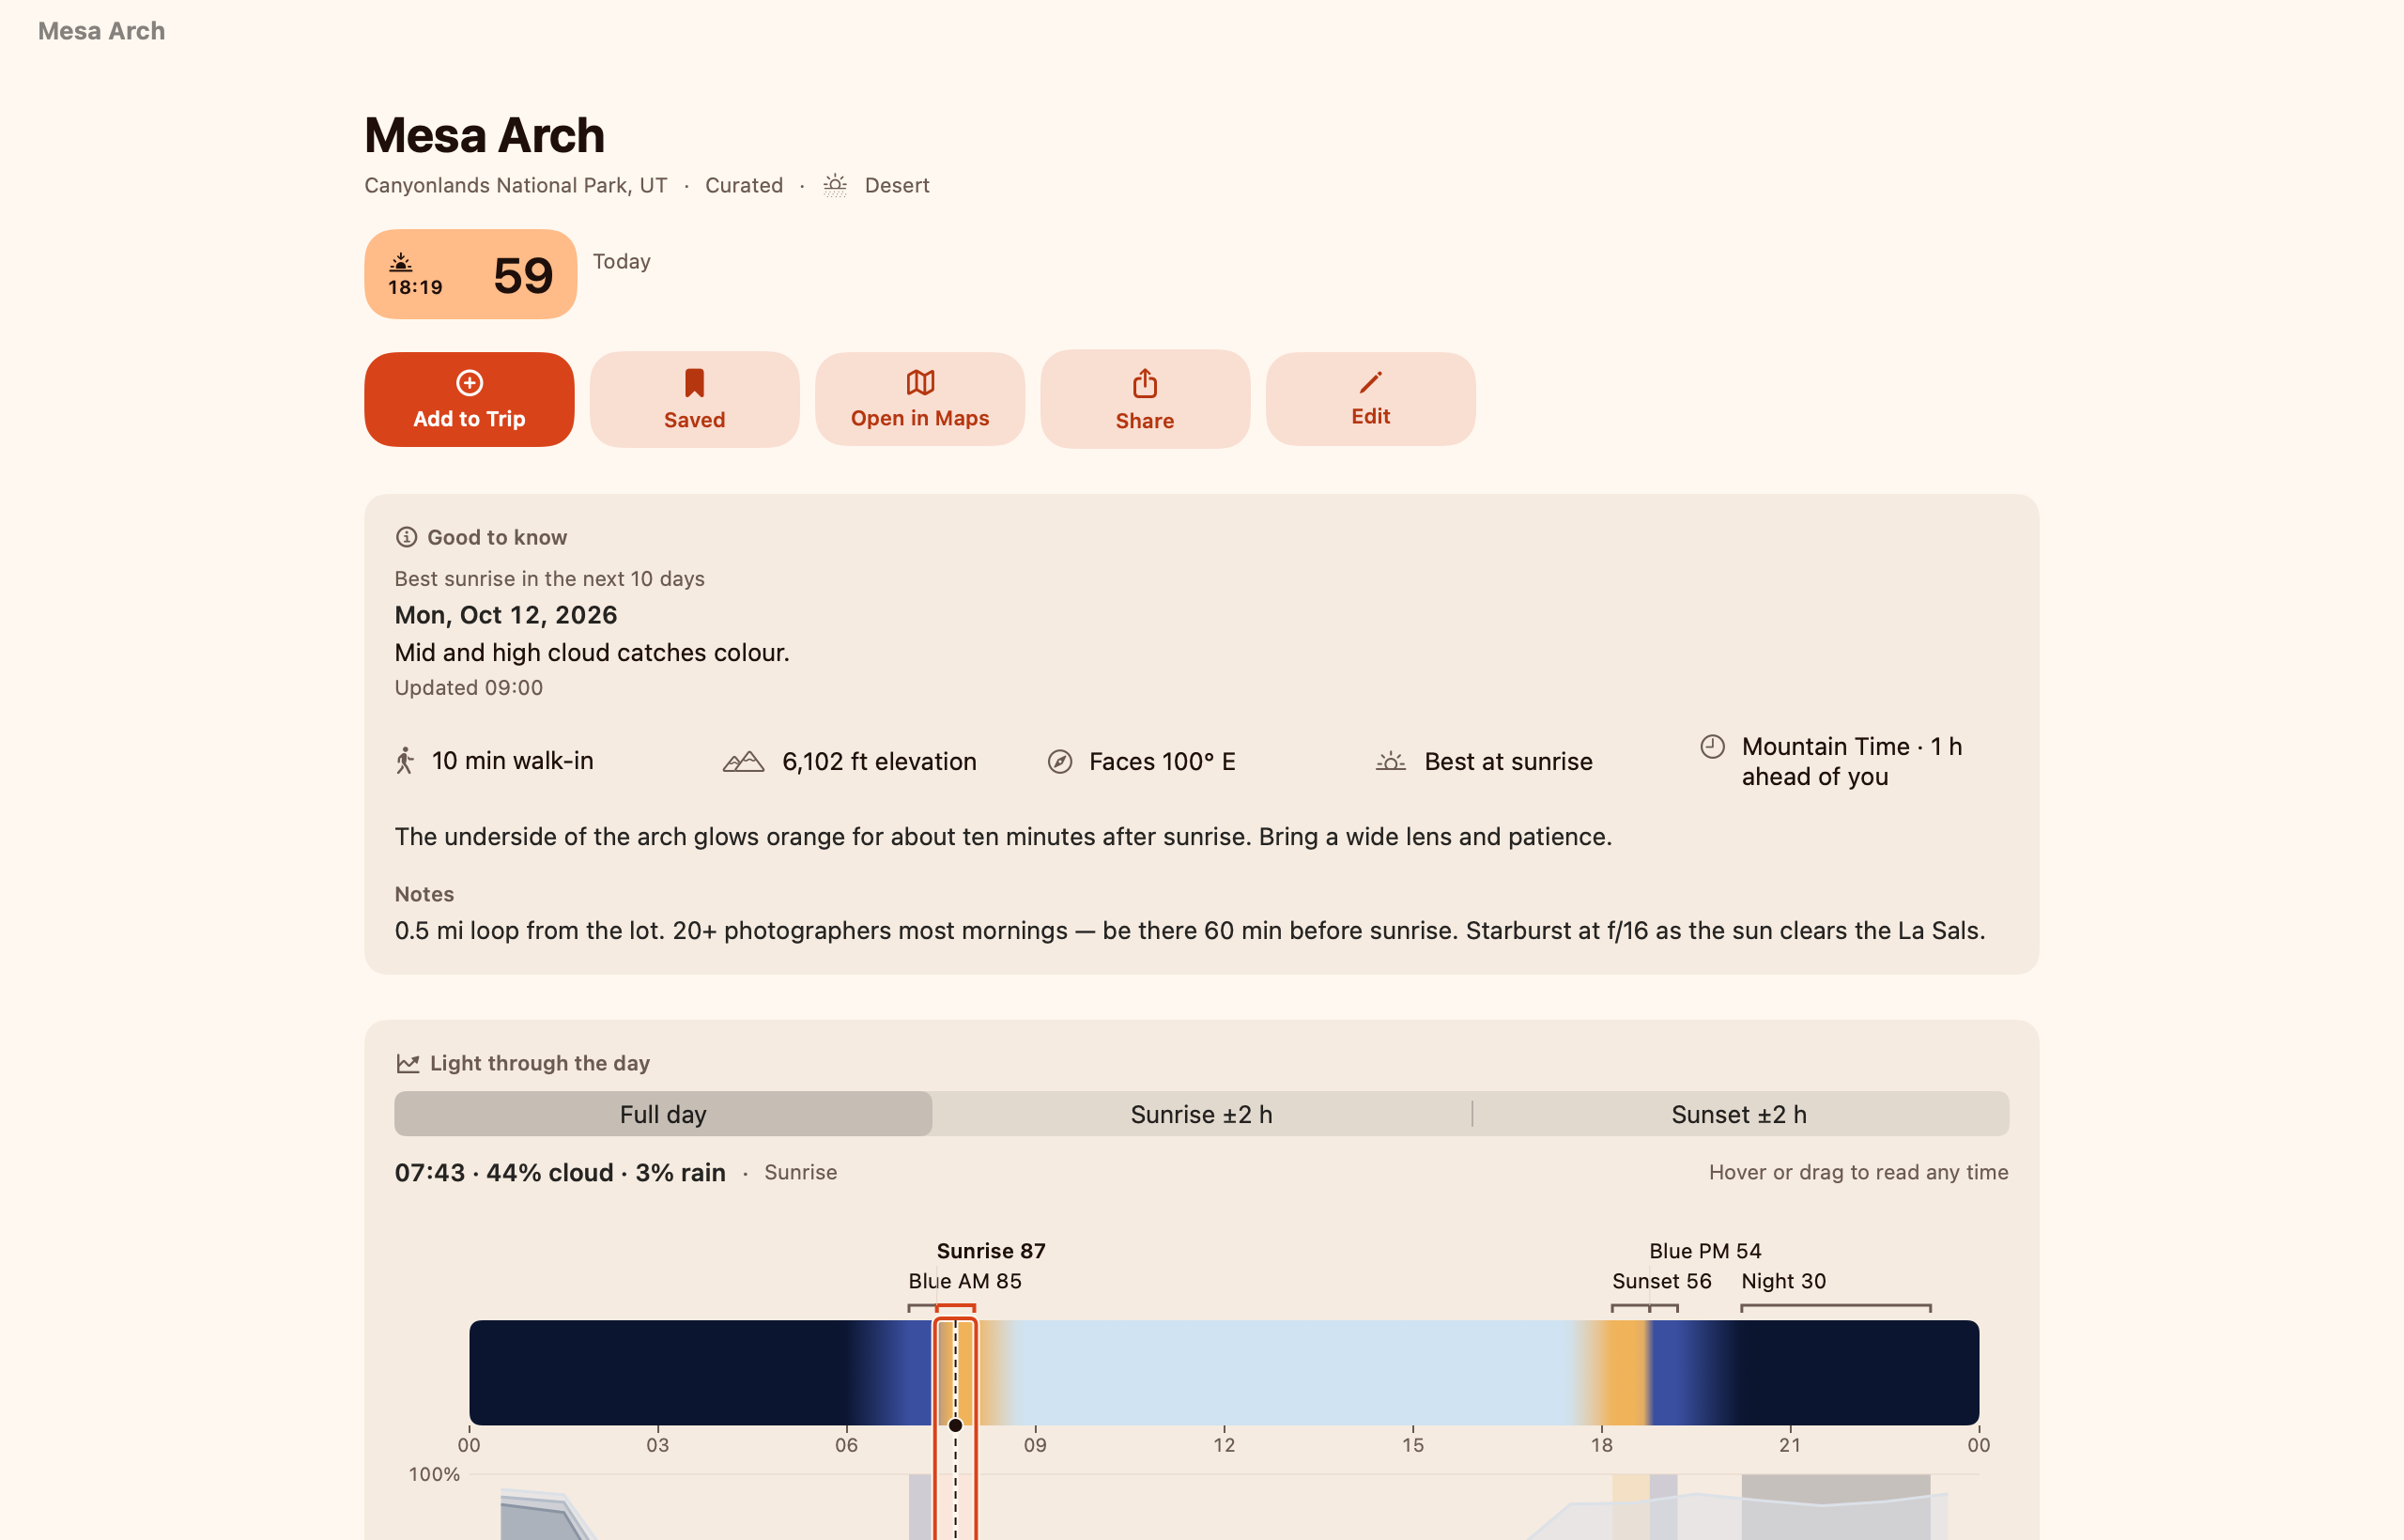 Mesa Arch
Mesa Arch
Canyonlands National Park, UT · Curated · Desert
18:19 59 Today
Add to Trip
Saved
Open in Maps
Share
Edit
Good to know
Best sunrise in the next 10 days
Mon, Oct 12, 2026
Mid and high cloud catches colour.
Updated 09:00
10 min walk-in
6,102 ft elevation
Faces 100° E
Best at sunrise
Mountain Time · 1 h
ahead of you
The underside of the arch glows orange for about ten minutes after sunrise. Bring a wide lens and patience.
Notes
0.5 mi loop from the lot. 20+ photographers most mornings — be there 60 min before sunrise. Starburst at f/16 as the sun clears the La Sals.
Light through the day
Full day Sunrise ±2 h Sunset ±2 h
07:43 · 44% cloud · 3% rain · Sunrise Hover or drag to read any time
Sunrise 87 Blue PM 54
Blue AM 85 Sunset 56 Night 30
00 03 06 09 12 15 18 21 00
100%